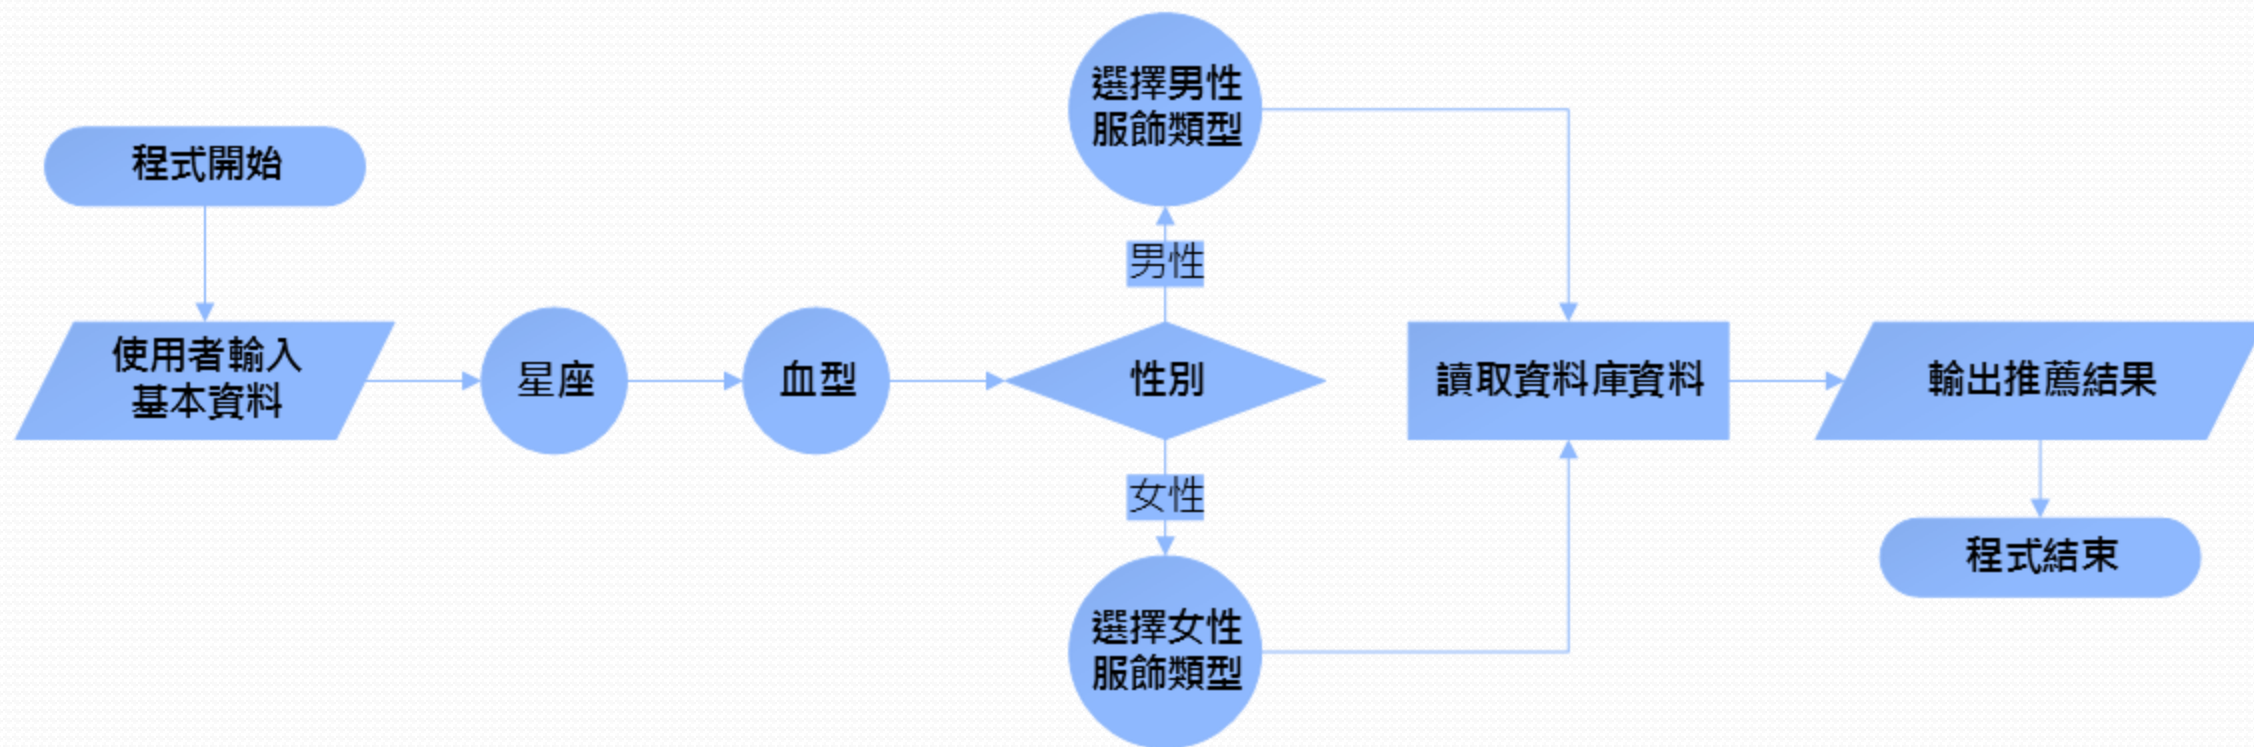 程式開始
使用者輸入
基本資料
星座
血型
性別
男性
選擇男性
服飾類型
女性
選擇女性
服飾類型
讀取資料庫資料
輸出推薦結果
程式結束